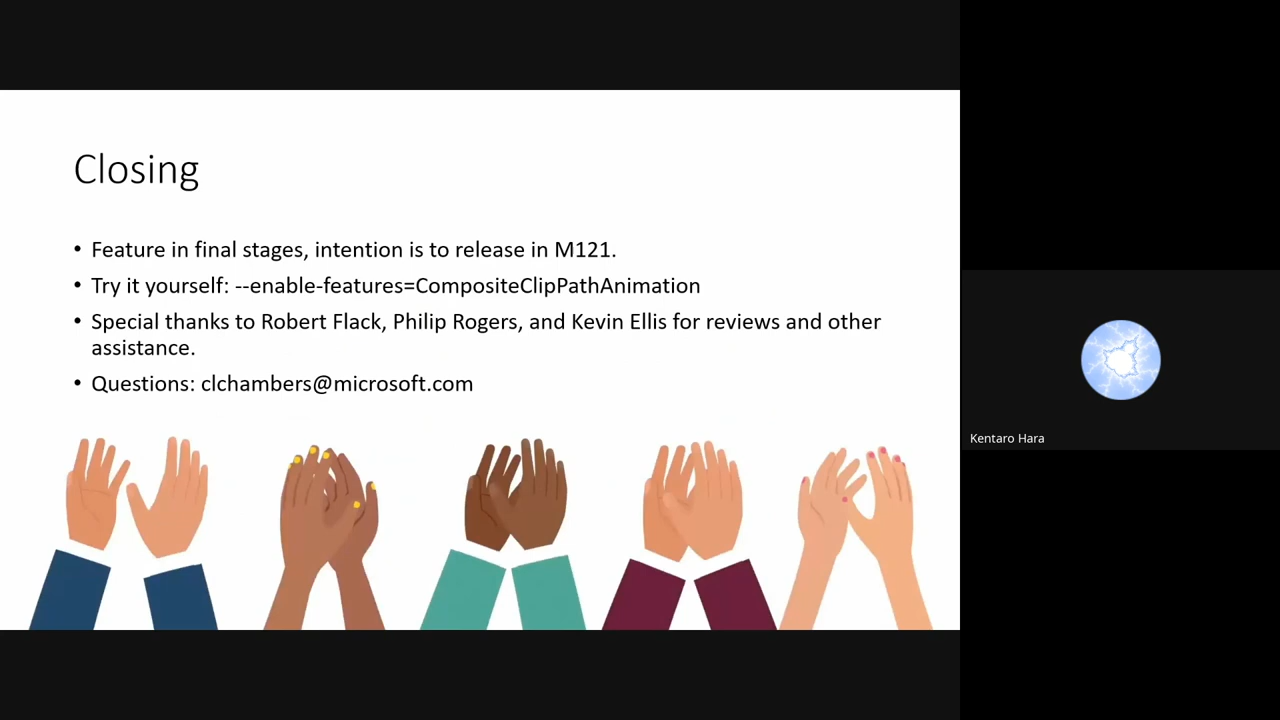 Closing
• Feature in final stages, intention is to release in M121.
• Try it yourself: --enable-features=CompositeClipPathAnimation
• Special thanks to Robert Flack, Philip Rogers, and Kevin Ellis for reviews and other
assistance.
• Questions: clchambers@microsoft.com
Kentaro Hara